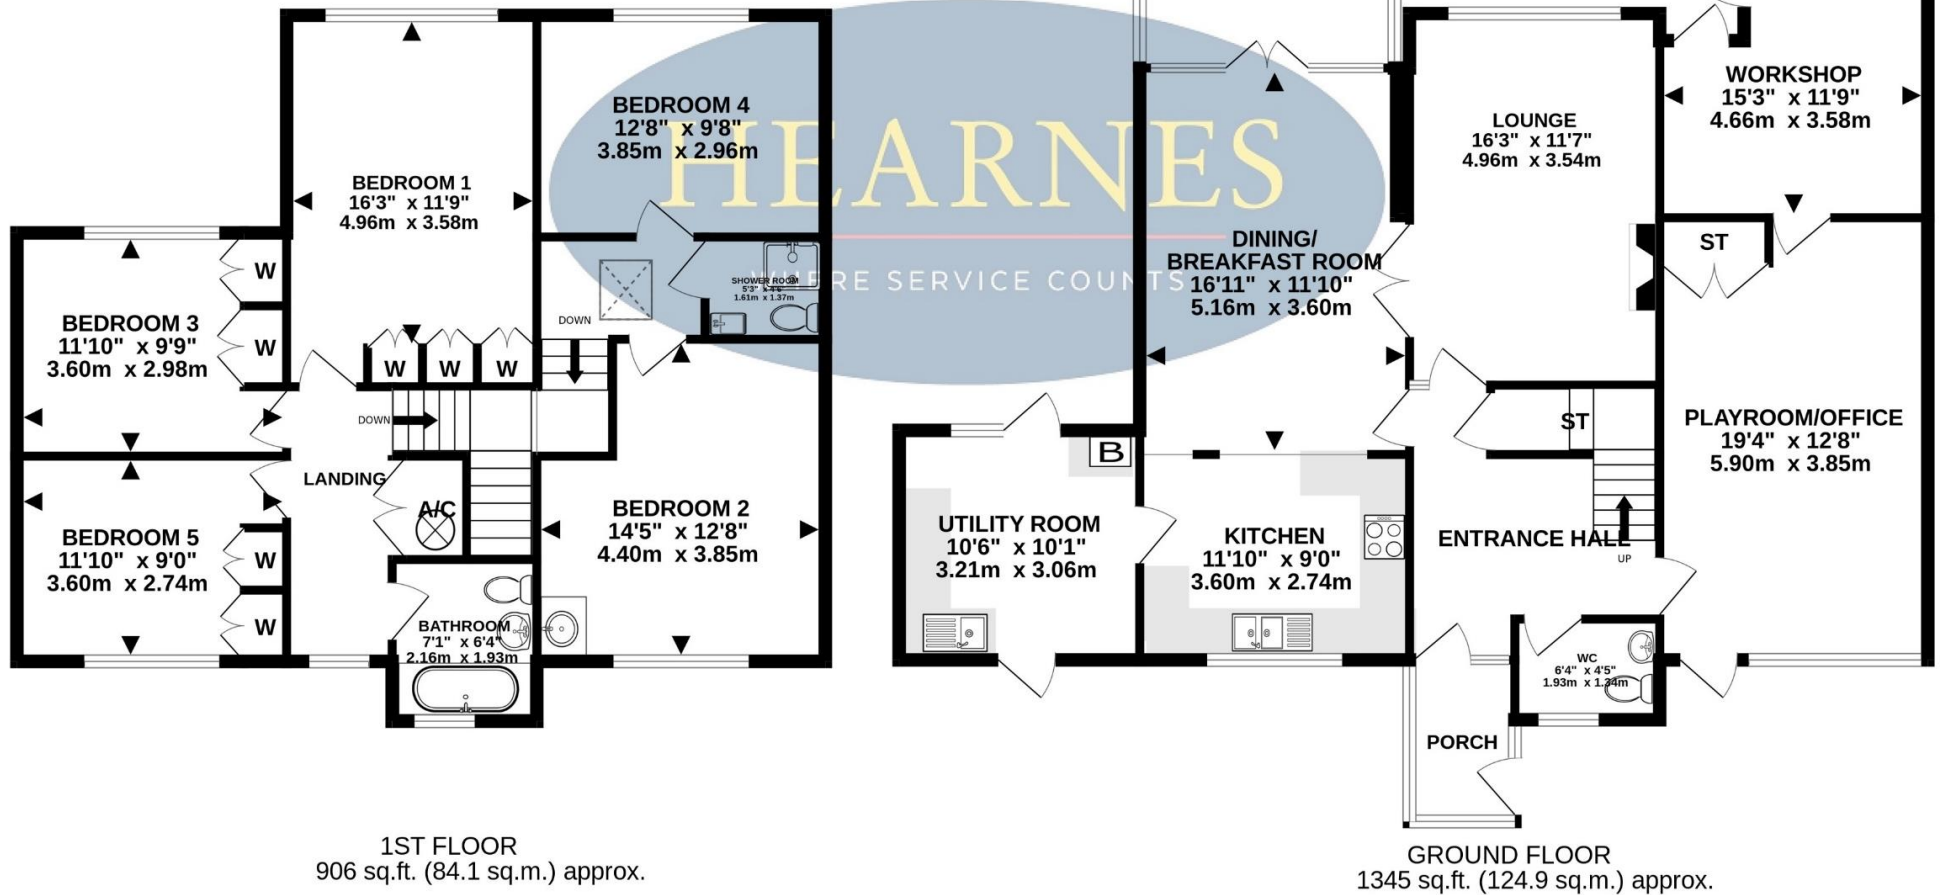 BEDROOM 1
16'3" x 11'9"
4.96m x 3.58m
BEDROOM 4
12'8" x 9'8"
3.85m x 2.96m
HEARNES
WHERE SERVICE COUNTS
SHOWER ROOM
5'3" x 4'6"
1.61m x 1.37m
DOWN
W
W
W
W
W
BEDROOM 3
11'10" x 9'9"
3.60m x 2.98m
DOWN
LANDING
A/C
BEDROOM 5
11'10" x 9'0"
3.60m x 2.74m
W
W
BEDROOM 2
14'5" x 12'8"
4.40m x 3.85m
BATHROOM
7'1" x 6'4"
2.16m x 1.93m
1ST FLOOR
906 sq.ft. (84.1 sq.m.) approx.
LOUNGE
16'3" x 11'7"
4.96m x 3.54m
WORKSHOP
15'3" x 11'9"
4.66m x 3.58m
DINING/
BREAKFAST ROOM
16'11" x 11'10"
5.16m x 3.60m
ST
ST
PLAYROOM/OFFICE
19'4" x 12'8"
5.90m x 3.85m
B
UTILITY ROOM
10'6" x 10'1"
3.21m x 3.06m
KITCHEN
11'10" x 9'0"
3.60m x 2.74m
ENTRANCE HALL
UP
WC
6'4" x 4'5"
1.93m x 1.34m
PORCH
GROUND FLOOR
1345 sq.ft. (124.9 sq.m.) approx.